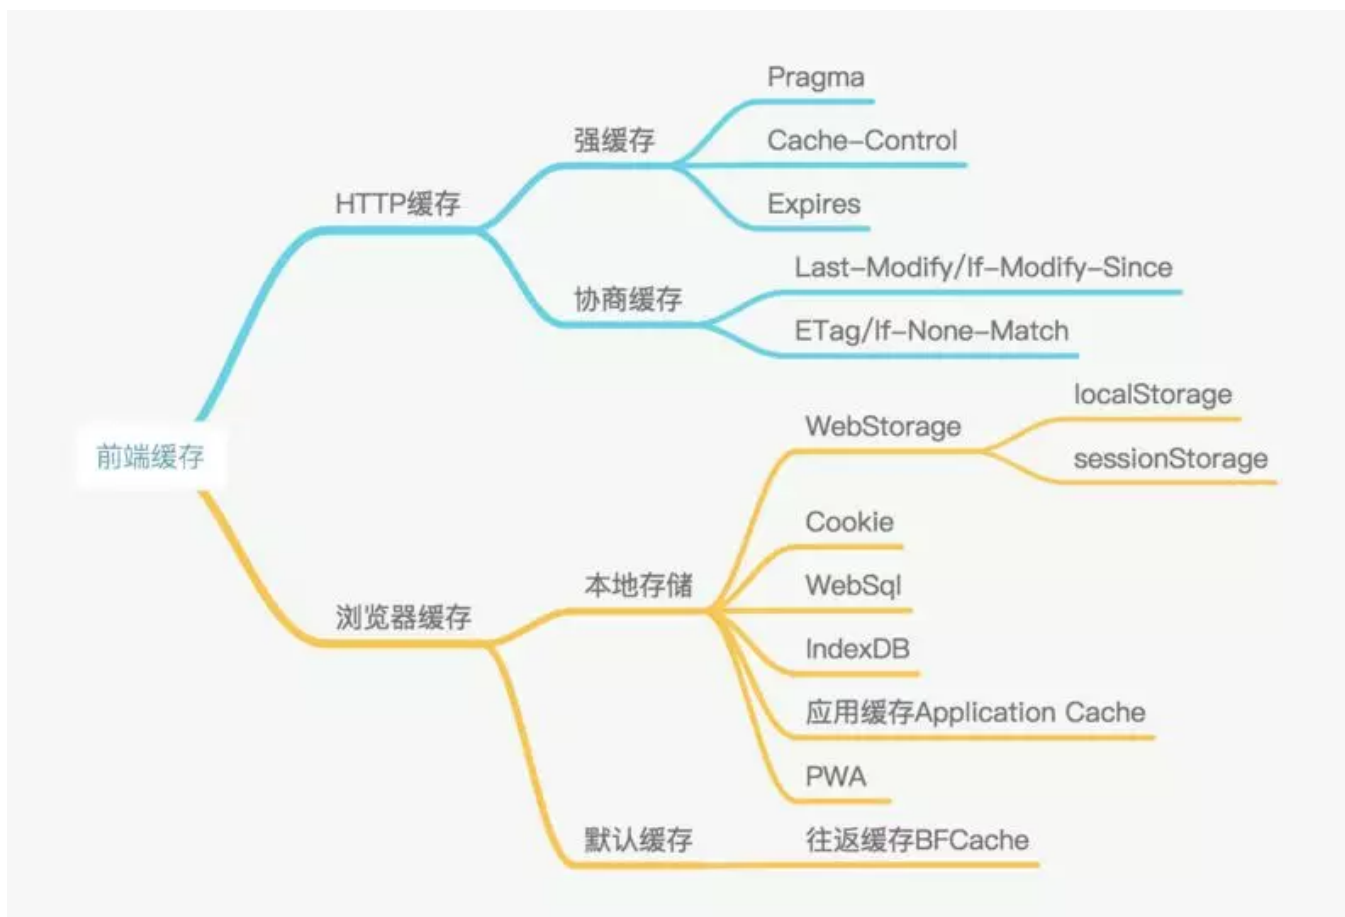 Pragma
强缓存
Cache-Control
HTTP缓存
Expires
Last-Modify/If-Modify-Since
协商缓存
ETag/If-None-Match
localStorage
WebStorage
前端缓存
sessionStorage
Cookie
本地存储
WebSql
浏览器缓存
IndexDB
应用缓存Application Cache
PWA
默认缓存
往返缓存BFCache